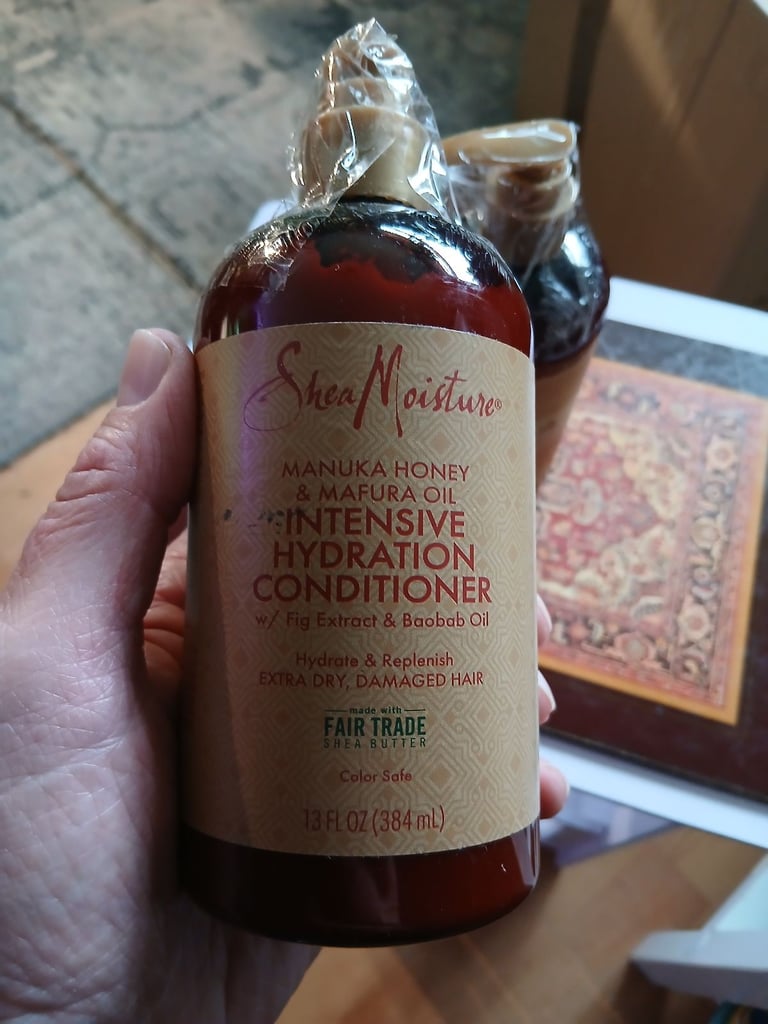 SheaMoisture®
MANUKA HONEY
& MAFURA OIL
INTENSIVE
HYDRATION
CONDITIONER
w/ Fig Extract & Baobab Oil
Hydrate & Replenish
EXTRA DRY, DAMAGED HAIR
made with
FAIR TRADE
SHEA BUTTER
Color Safe
13 FL OZ (384 mL)